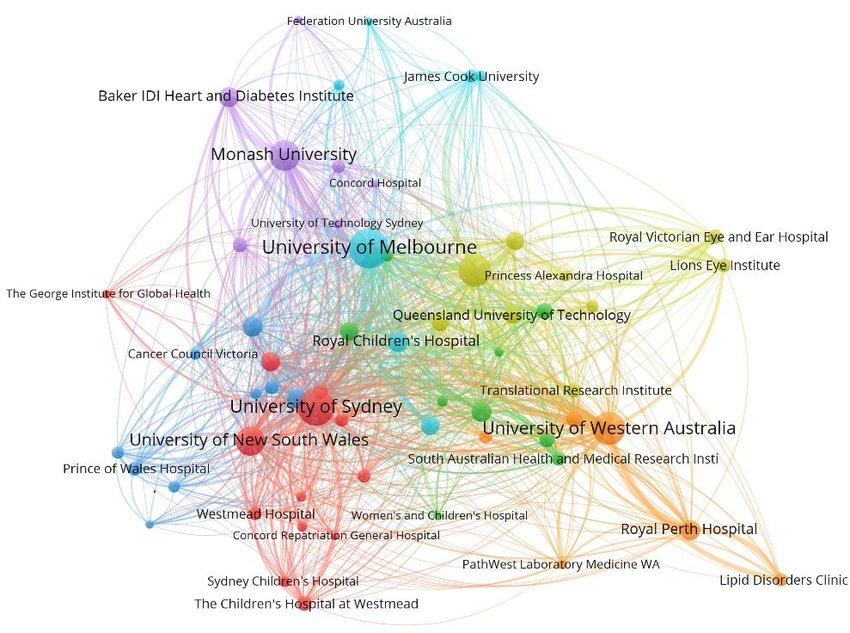 Federation University Australia
James Cook University
Baker IDI Heart and Diabetes Institute
Monash University
Concord Hospital
University of Technology Sydney
University of Melbourne
Royal Victorian Eye and Ear Hospital
Lions Eye Institute
Princess Alexandra Hospital
The George Institute for Global Health
Queensland University of Technology
Royal Children's Hospital
Cancer Council Victoria
Translational Research Institute
University of Sydney
University of Western Australia
University of New South Wales
South Australian Health and Medical Research Insti
Prince of Wales Hospital
Westmead Hospital
Women's and Children's Hospital
Royal Perth Hospital
Concord Repatriation General Hospital
PathWest Laboratory Medicine WA
Sydney Children's Hospital
Lipid Disorders Clinic
The Children's Hospital at Westmead